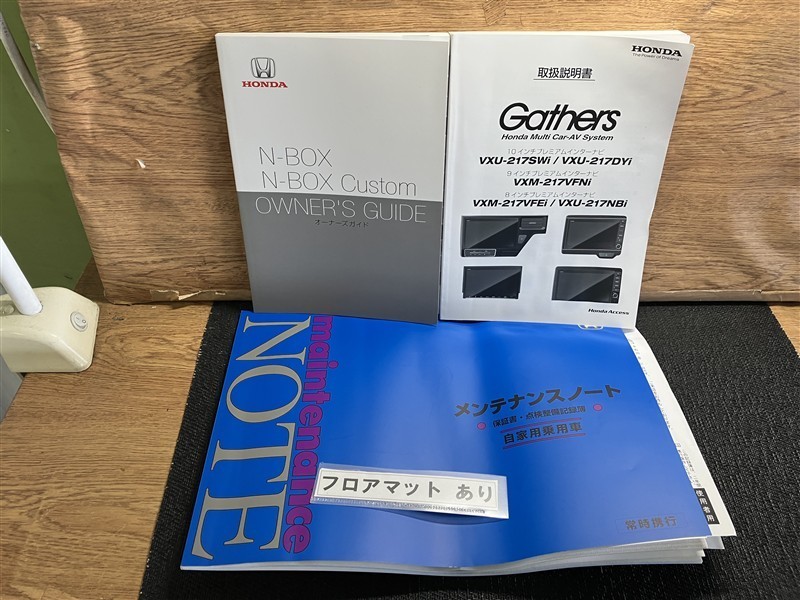 HONDA
N-BOX
N-BOX Custom
OWNER'S GUIDE
オーナーズガイド
HONDA
The Power of Dreams
取扱説明書
Gathers
Honda Multi Car-AV System
10インチプレミアムインターナビ
VXU-217SWi / VXU-217DYi
9インチプレミアムインターナビ
VXM-217VFNi
8インチプレミアムインターナビ
VXM-217VFEi / VXU-217NBi
Honda Access
maintenance
NOTE
メンテナンスノート
保証書・点検整備記録簿
自家用乗用車
フロアマット あり
常時携行
使用者用